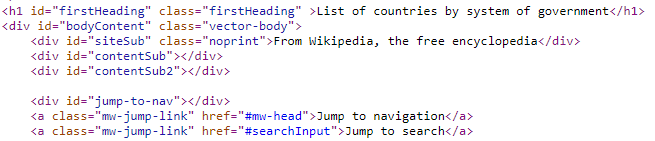 <h1 id="firstHeading" class="firstHeading" >List of countries by system of government</h1>
<div id="bodyContent" class="vector-body">
<div id="siteSub" class="noprint">From Wikipedia, the free encyclopedia</div>
<div id="contentSub"></div>
<div id="contentSub2"></div>
<div id="jump-to-nav"></div>
<a class="mw-jump-link" href="#mw-head">Jump to navigation</a>
<a class="mw-jump-link" href="#searchInput">Jump to search</a>